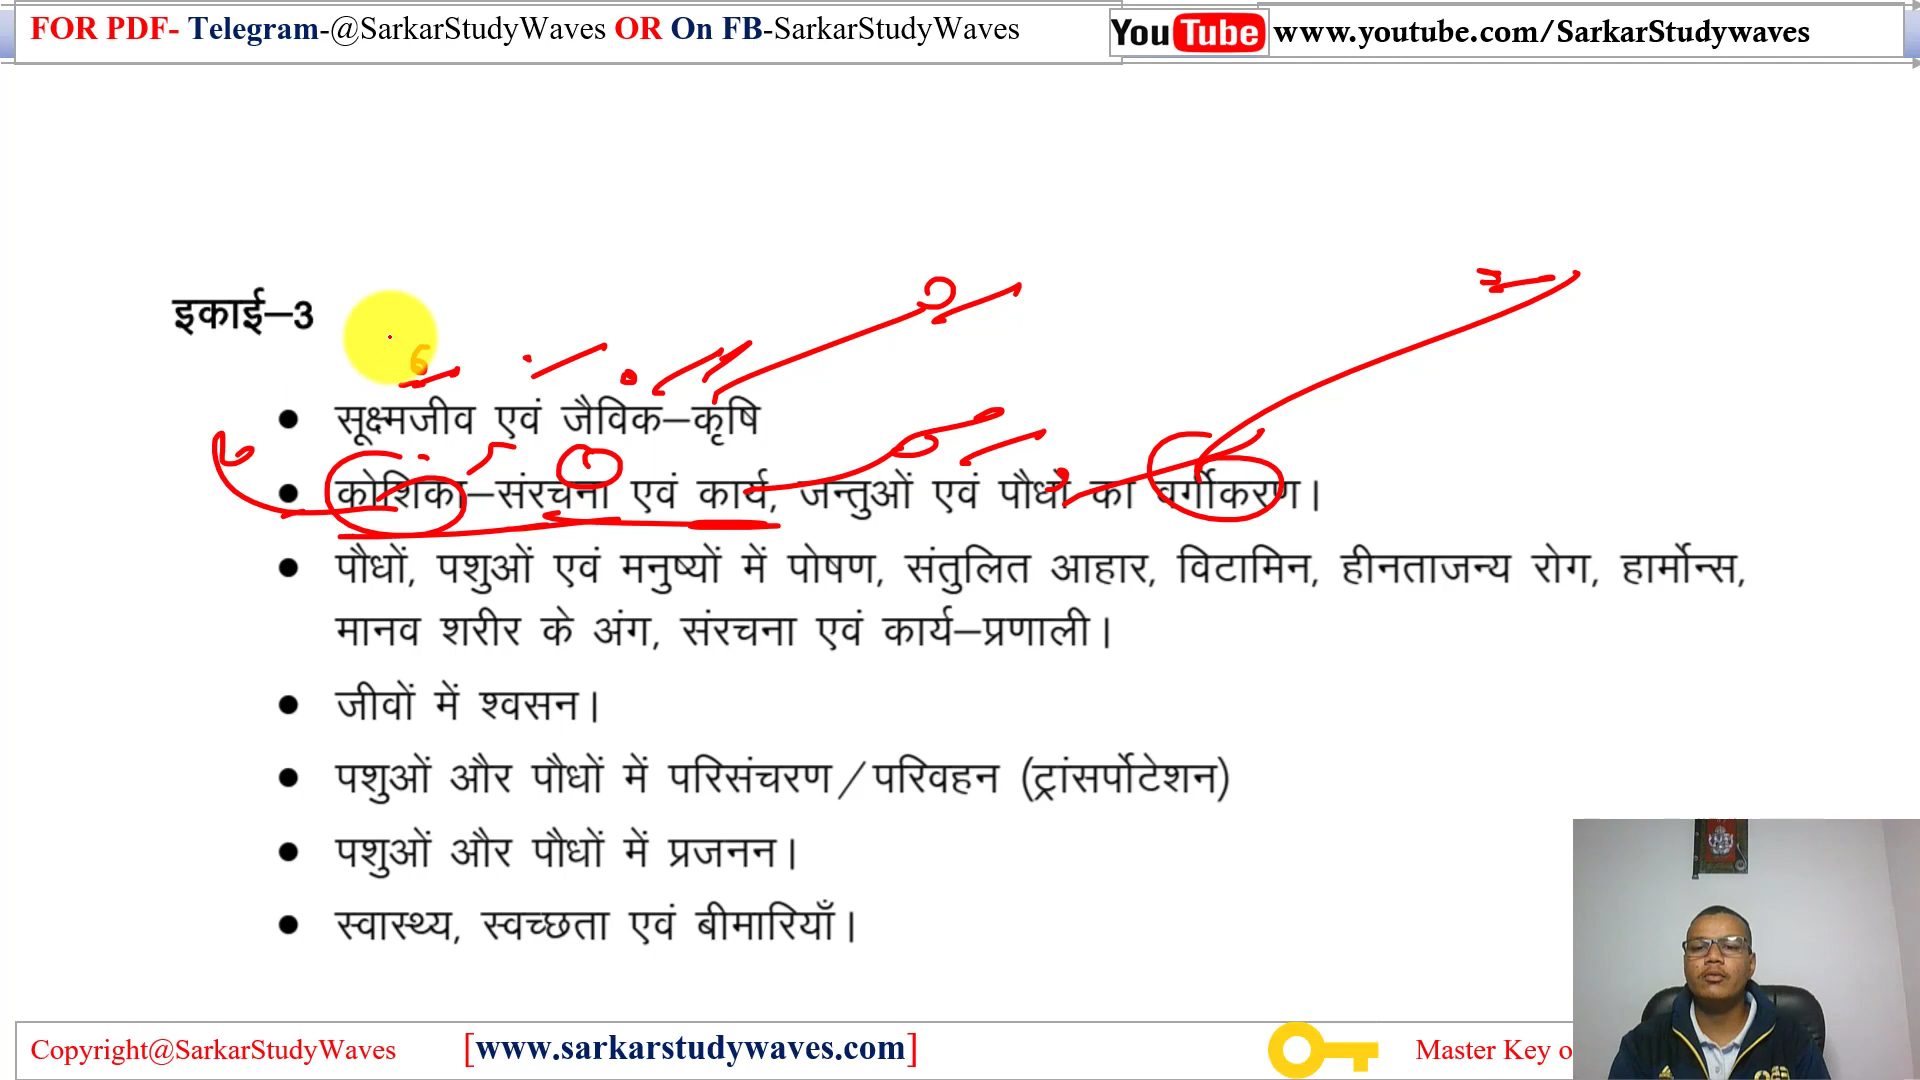 FOR PDF- Telegram-@SarkarStudyWaves OR On FB-SarkarStudyWaves
YouTube www.youtube.com/SarkarStudywaves
इकाई–3
6
● सूक्ष्मजीव एवं जैविक–कृषि
● कोशिका–संरचना एवं कार्य, जन्तुओं एवं पौधों का वर्गीकरण।
● पौधों, पशुओं एवं मनुष्यों में पोषण, संतुलित आहार, विटामिन, हीनताजन्य रोग, हार्मोन्स,
मानव शरीर के अंग, संरचना एवं कार्य–प्रणाली।
● जीवों में श्वसन।
● पशुओं और पौधों में परिसंचरण/परिवहन (ट्रांसपोर्टेशन)
● पशुओं और पौधों में प्रजनन।
● स्वास्थ्य, स्वच्छता एवं बीमारियाँ।
Copyright@SarkarStudyWaves [www.sarkarstudywaves.com] Master Key o